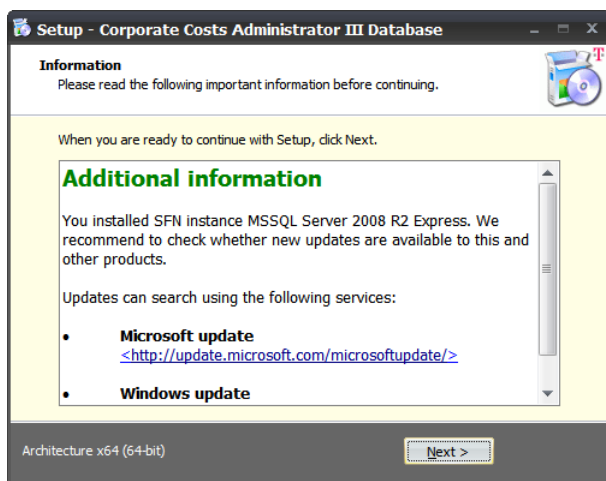 Setup - Corporate Costs Administrator III Database
T
Information
Please read the following important information before continuing.
When you are ready to continue with Setup, click Next.
Additional information
You installed SFN instance MSSQL Server 2008 R2 Express. We
recommend to check whether new updates are available to this and
other products.
Updates can search using the following services:
• Microsoft update
<http://update.microsoft.com/microsoftupdate/>
• Windows update
Architecture x64 (64-bit)
Next >